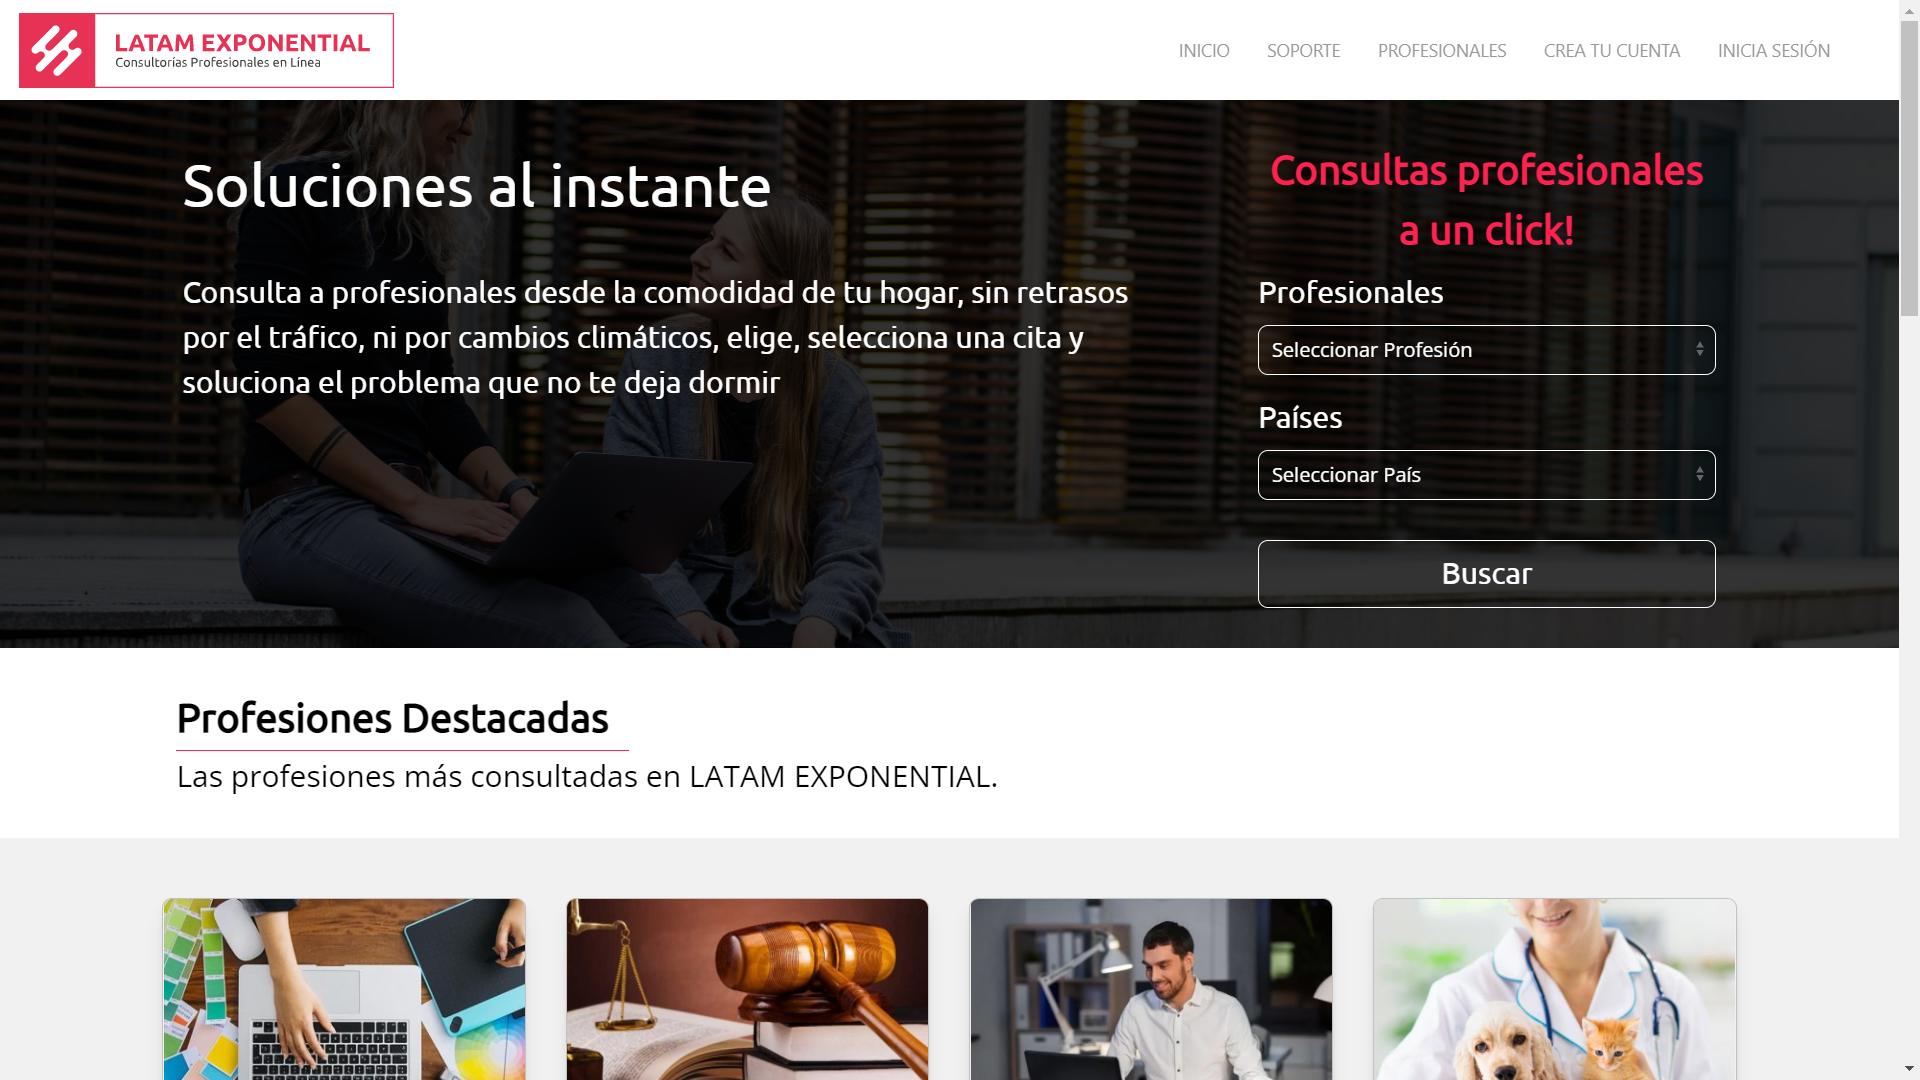 LATAM EXPONENTIAL
Consultorías Profesionales en Línea
INICIO
SOPORTE
PROFESIONALES
CREA TU CUENTA
INICIA SESIÓN
Soluciones al instante
Consulta a profesionales desde la comodidad de tu hogar, sin retrasos
por el tráfico, ni por cambios climáticos, elige, selecciona una cita y
soluciona el problema que no te deja dormir
Consultas profesionales
a un click!
Profesionales
Seleccionar Profesión
Países
Seleccionar País
Buscar
Profesiones Destacadas
Las profesiones más consultadas en LATAM EXPONENTIAL.